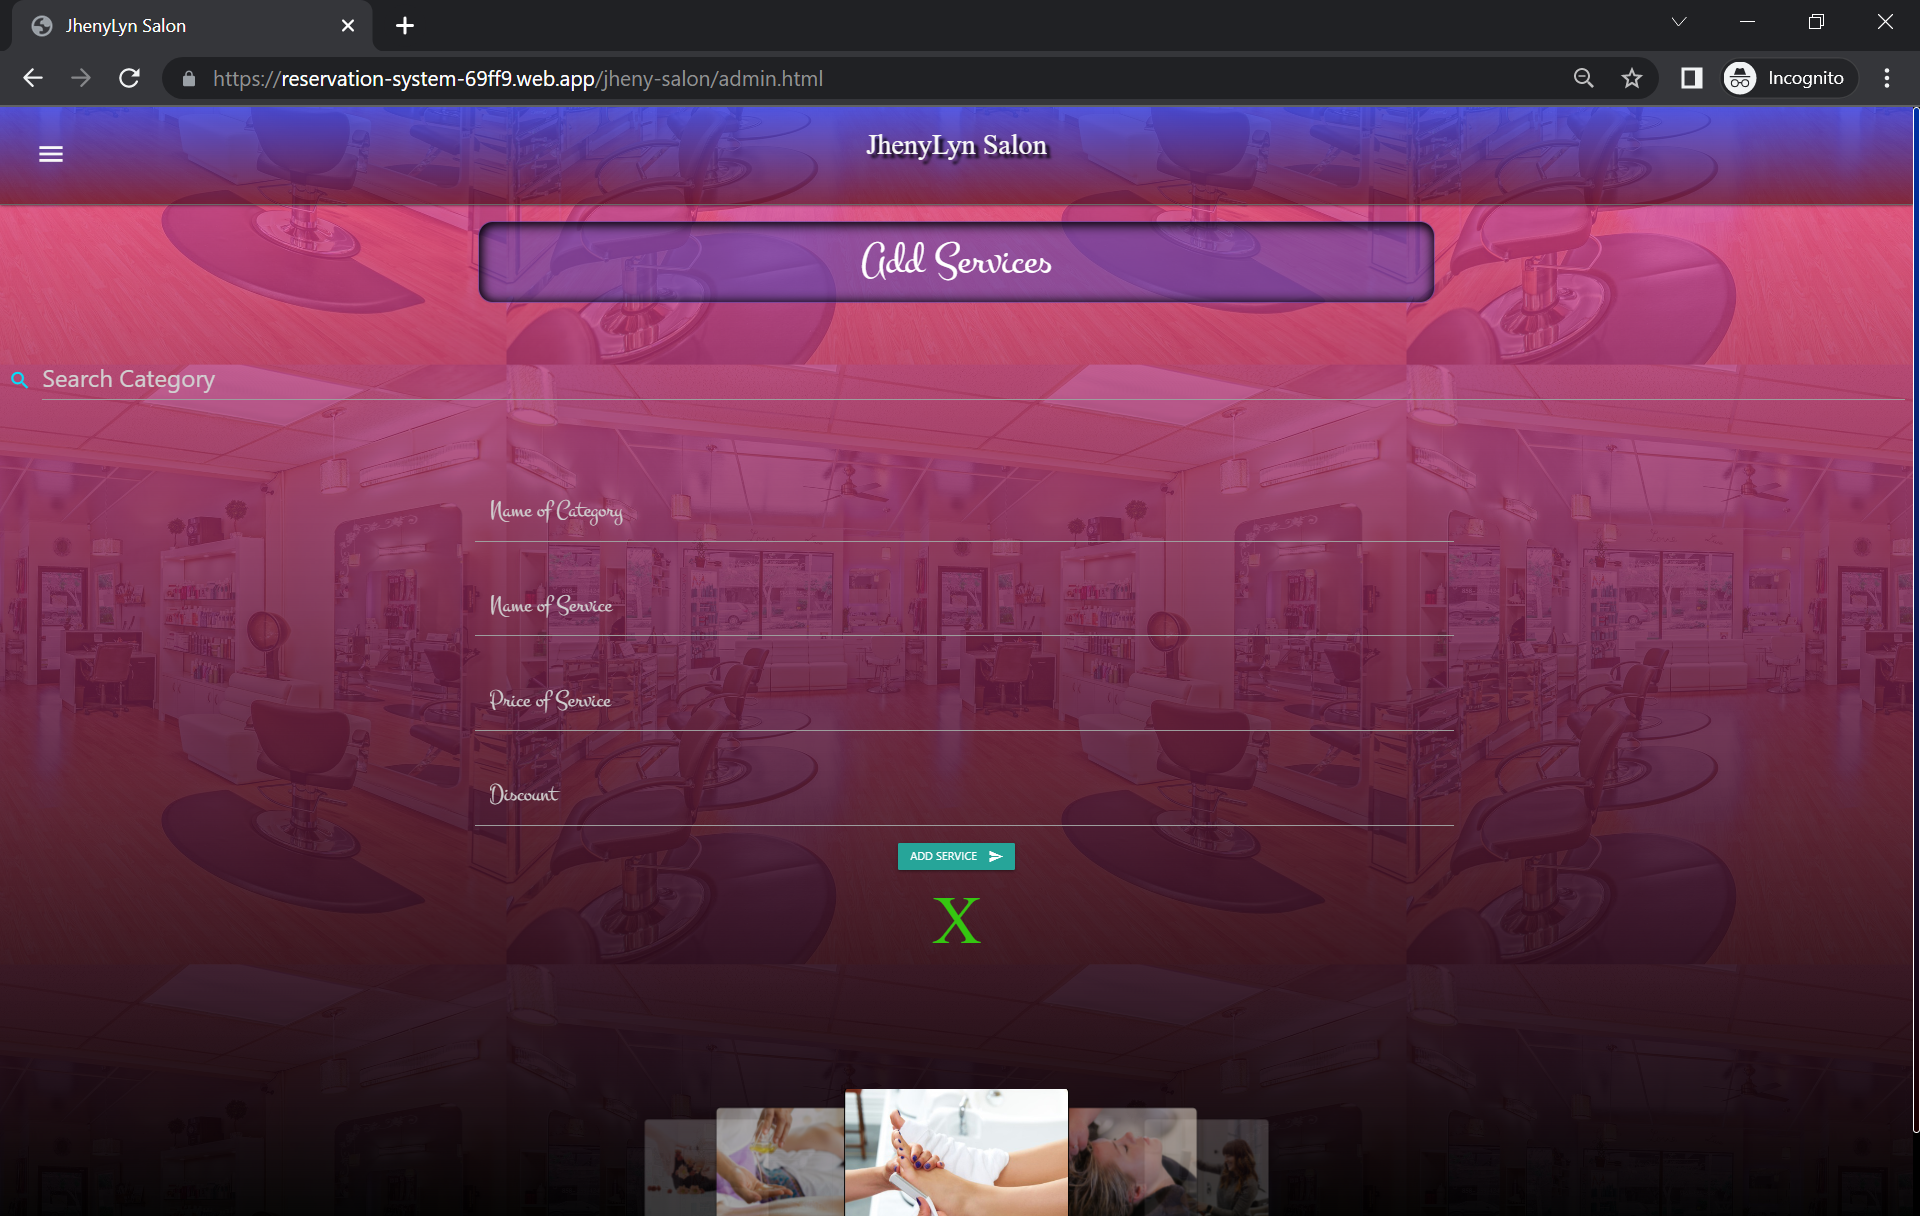 JhenyLyn Salon
https://reservation-system-69ff9.web.app/jheny-salon/admin.html
Incognito
JhenyLyn Salon
Add Services
Search Category
Name of Category
Name of Service
Price of Service
Discount
ADD SERVICE
X